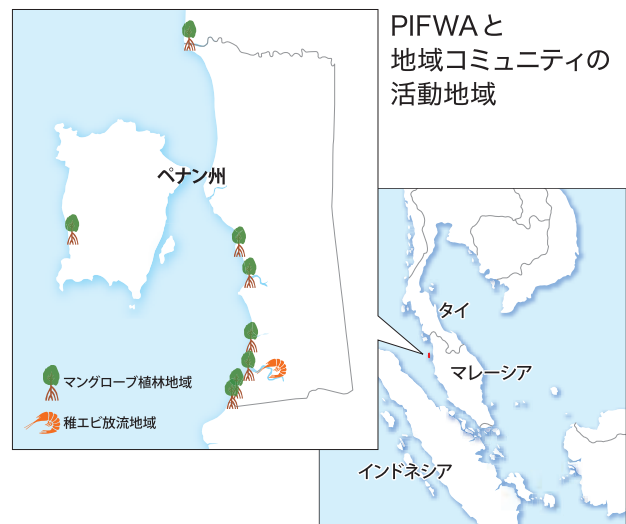 PIFWAと
地域コミュニティの
活動地域
ペナン州
マングローブ植林地域
稚エビ放流地域
タイ
マレーシア
インドネシア